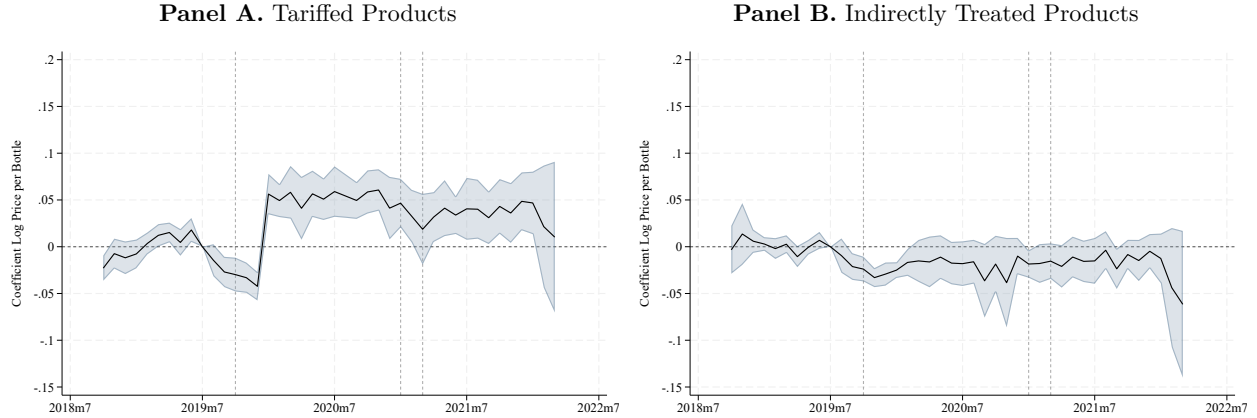 Panel A. Tariffed Products
Coefficient Log Price per Bottle
.2
.15
.1
.05
0
-.05
-.1
-.15
2018m7 2019m7 2020m7 2021m7 2022m7
Panel B. Indirectly Treated Products
Coefficient Log Price per Bottle
.2
.15
.1
.05
0
-.05
-.1
-.15
2018m7 2019m7 2020m7 2021m7 2022m7